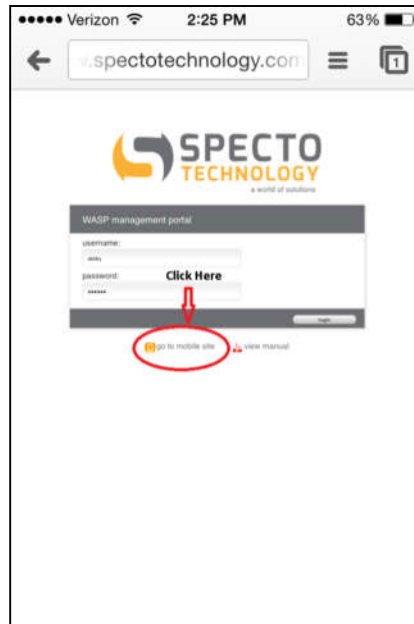 Verizon 2:25 PM 63%
v.spectotechnology.com 1
SPECTO
TECHNOLOGY
a world of solutions
WASP management portal
username:
password:
Click Here
login
go to mobile site view manual